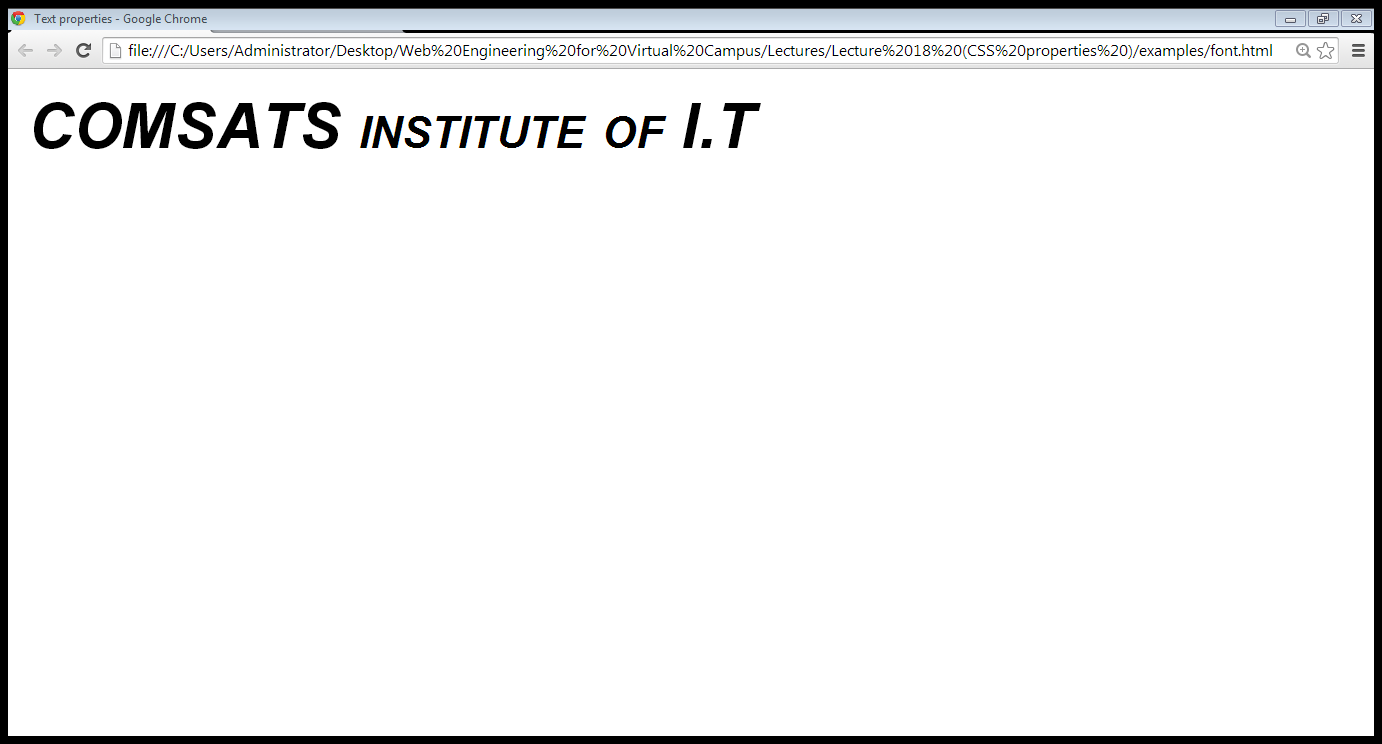 Text properties - Google Chrome
file:///C:/Users/Administrator/Desktop/Web%20Engineering%20for%20Virtual%20Campus/Lectures/Lecture%2018%20(CSS%20properties%20)/examples/font.html
COMSATS INSTITUTE OF I.T